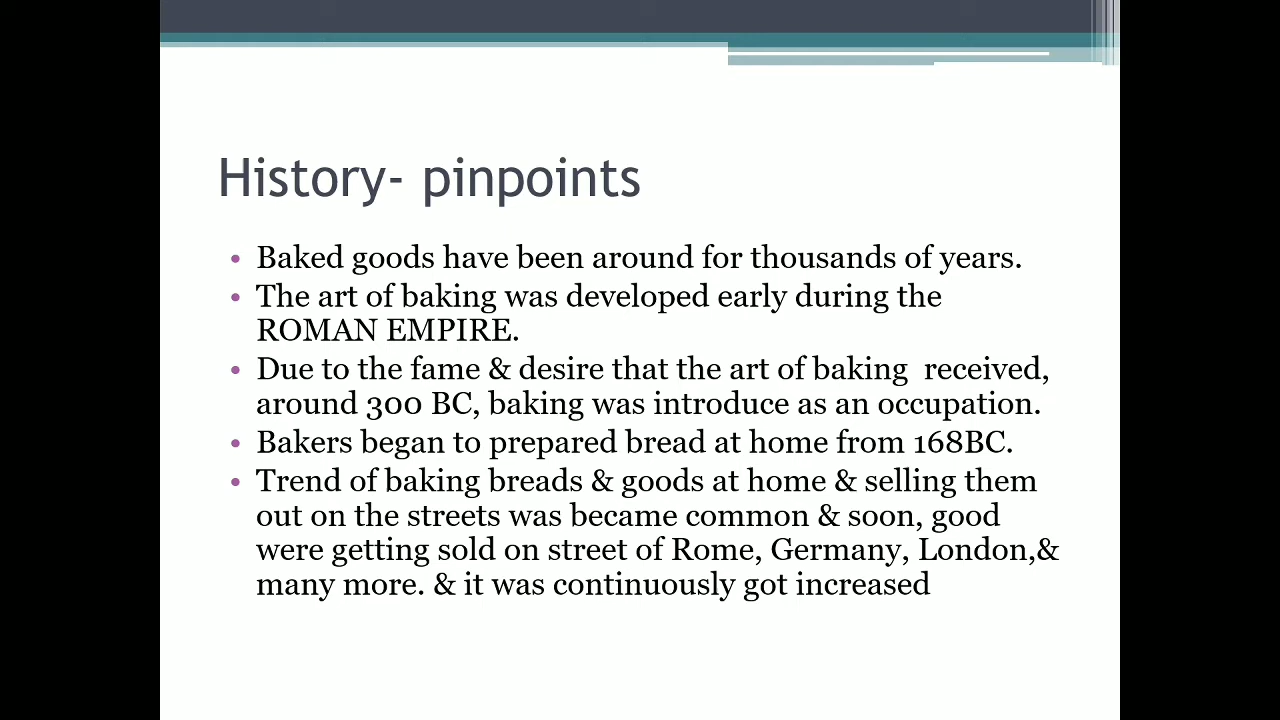 History- pinpoints
• Baked goods have been around for thousands of years.
• The art of baking was developed early during the
ROMAN EMPIRE.
• Due to the fame & desire that the art of baking  received,
around 300 BC, baking was introduce as an occupation.
• Bakers began to prepared bread at home from 168BC.
• Trend of baking breads & goods at home & selling them
out on the streets was became common & soon, good
were getting sold on street of Rome, Germany, London,&
many more. & it was continuously got increased